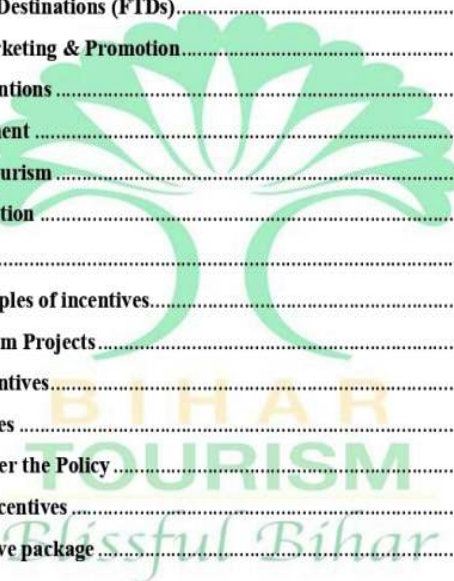 Destinations (FTDs)..........
keting & Promotion..........
ntions ..........
ent ..........
urism ..........
tion ..........
..........
ples of incentives..........
m Projects..........
ntives..........
es ..........
er the Policy..........
centives ..........
ve package ..........
BIHAR
TOURISM
Blissful Bihar